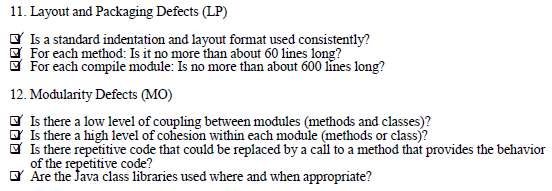 11. Layout and Packaging Defects (LP)
Is a standard indentation and layout format used consistently?
For each method: Is it no more than about 60 lines long?
For each compile module: Is no more than about 600 lines long?
12. Modularity Defects (MO)
Is there a low level of coupling between modules (methods and classes)?
Is there a high level of cohesion within each module (methods or class)?
Is there repetitive code that could be replaced by a call to a method that provides the behavior
of the repetitive code?
Are the Java class libraries used where and when appropriate?